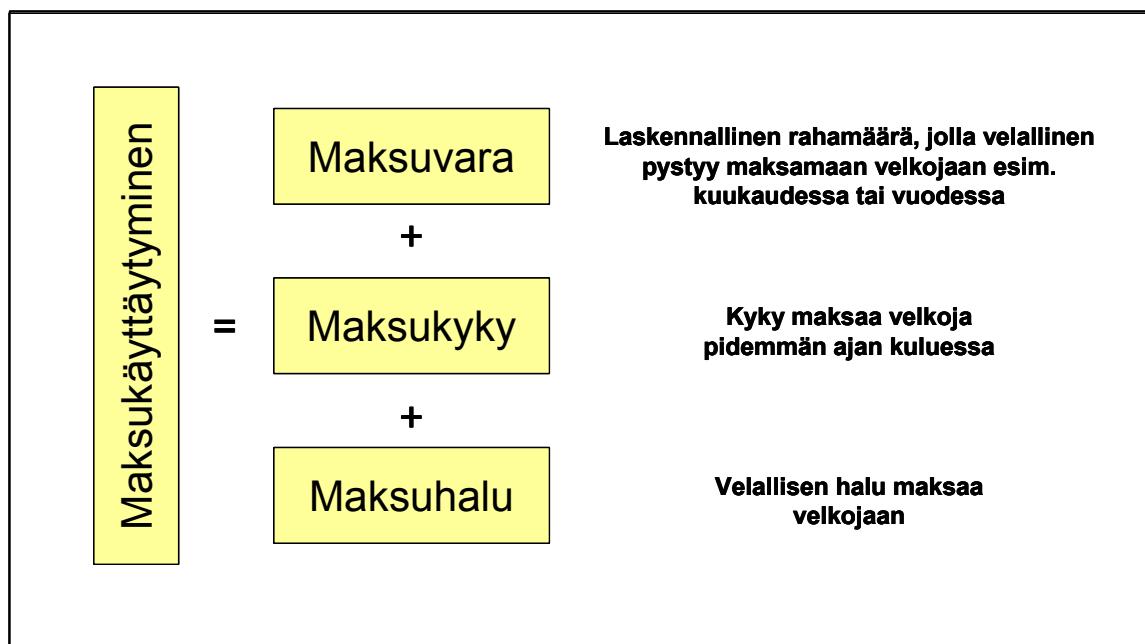 Maksukäyttäytyminen
=
Maksuvara
Laskennallinen rahamäärä, jolla velallinen
pystyy maksamaan velkojaan esim.
kuukaudessa tai vuodessa
+
Maksukyky
Kyky maksaa velkoja
pidemmän ajan kuluessa
+
Maksuhalu
Velallisen halu maksaa
velkojaan